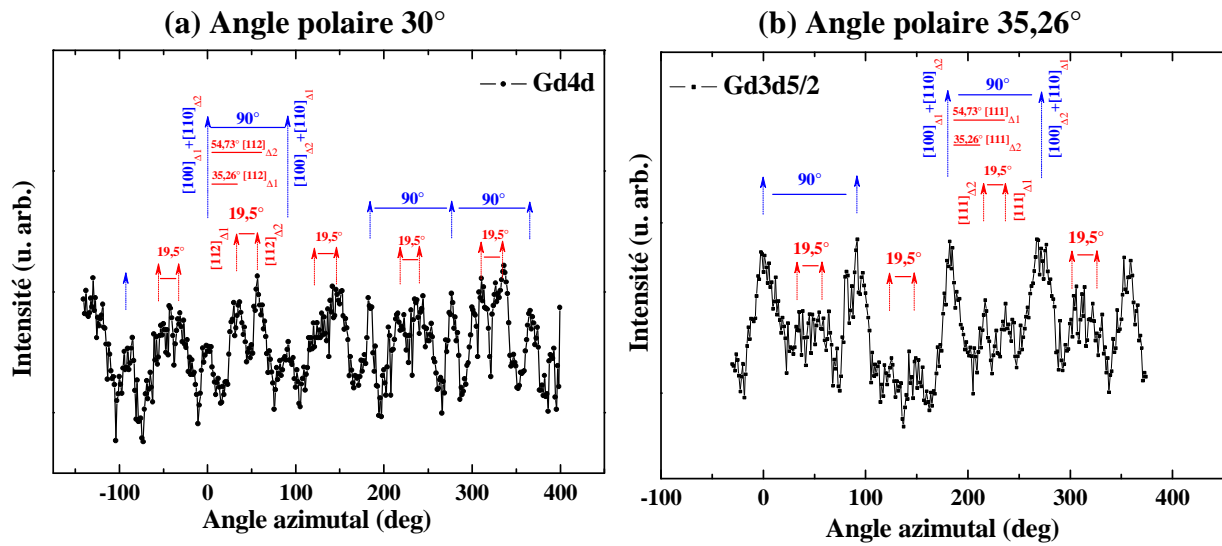 (a) Angle polaire 30°
Gd4d
[100]Δ1+[110]Δ2
90°
[100]Δ2+[110]Δ1
54,73° [112]Δ2
35,26° [112]Δ1
19,5°
[112]Δ1
[112]Δ2
90°
90°
19,5°
19,5°
19,5°
19,5°
Intensité (u. arb.)
-100
0
100
200
300
400
Angle azimutal (deg)
(b) Angle polaire 35,26°
Gd3d5/2
[100]Δ1+[110]Δ2
90°
[100]Δ2+[110]Δ1
54,73° [111]Δ1
35,26° [111]Δ2
19,5°
[111]Δ2
[111]Δ1
90°
19,5°
19,5°
19,5°
Intensité (u. arb.)
-100
0
100
200
300
400
Angle azimutal (deg)